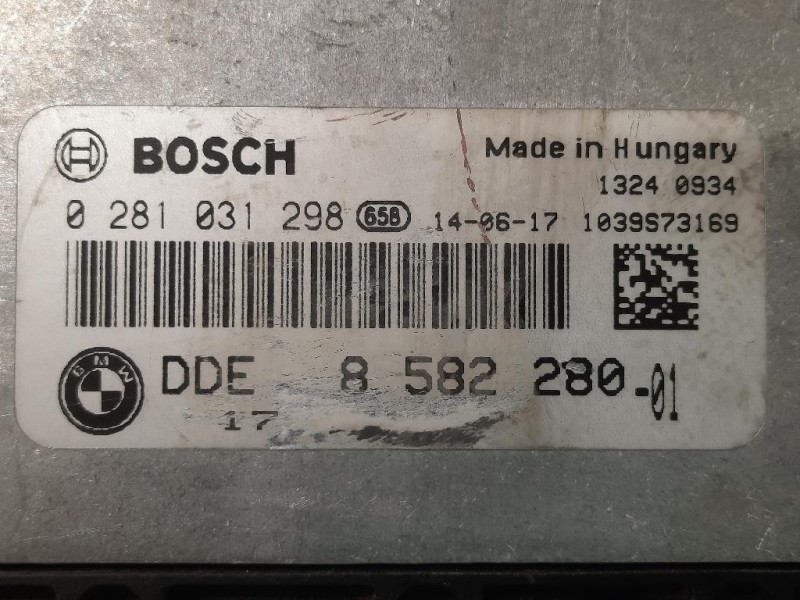 BOSCH
Made in Hungary
1324 0934
0 281 031 298 658 14-06-17 1039S73169
BMW
DDE 8 582 280-01
17